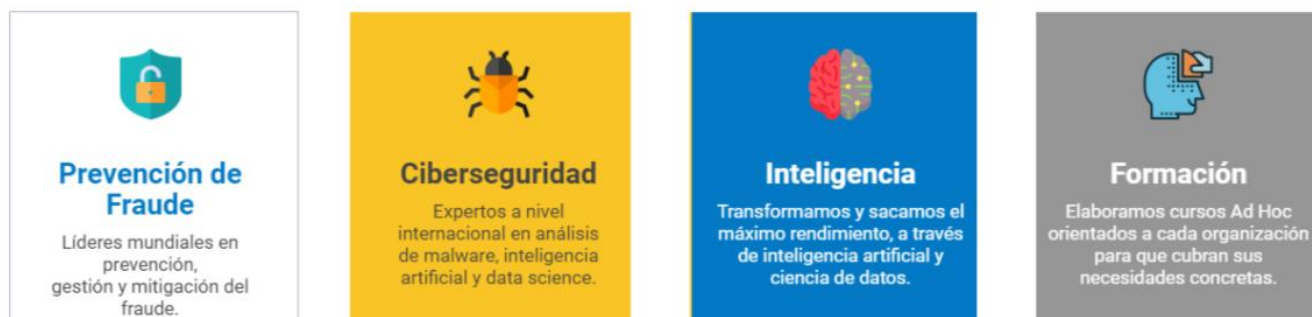 Prevención de
Fraude
Líderes mundiales en
prevención,
gestión y mitigación del
fraude.
Ciberseguridad
Expertos a nivel
internacional en análisis
de malware, inteligencia
artificial y data science.
Inteligencia
Transformamos y sacamos el
máximo rendimiento, a través
de inteligencia artificial y
ciencia de datos.
Formación
Elaboramos cursos Ad Hoc
orientados a cada organización
para que cubran sus
necesidades concretas.